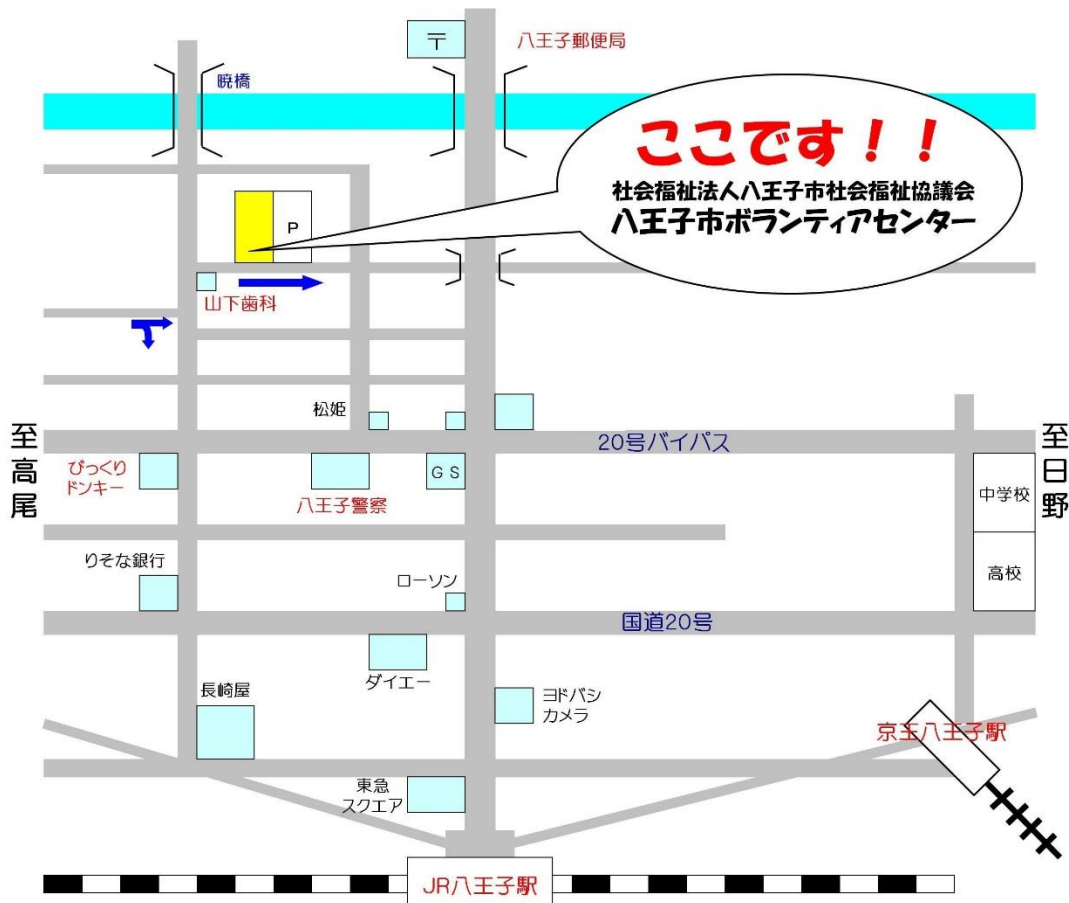 〒
八王子郵便局
暁橋
ここです！！
社会福祉法人八王子市社会福祉協議会
八王子市ボランティアセンター
P
山下歯科
松姫
20号バイパス
至高尾
至日野
びっくり
ドンキー
八王子警察
GS
中学校
りそな銀行
ローソン
高校
国道20号
ダイエー
長崎屋
ヨドバシ
カメラ
京王八王子駅
東急
スクエア
JR八王子駅